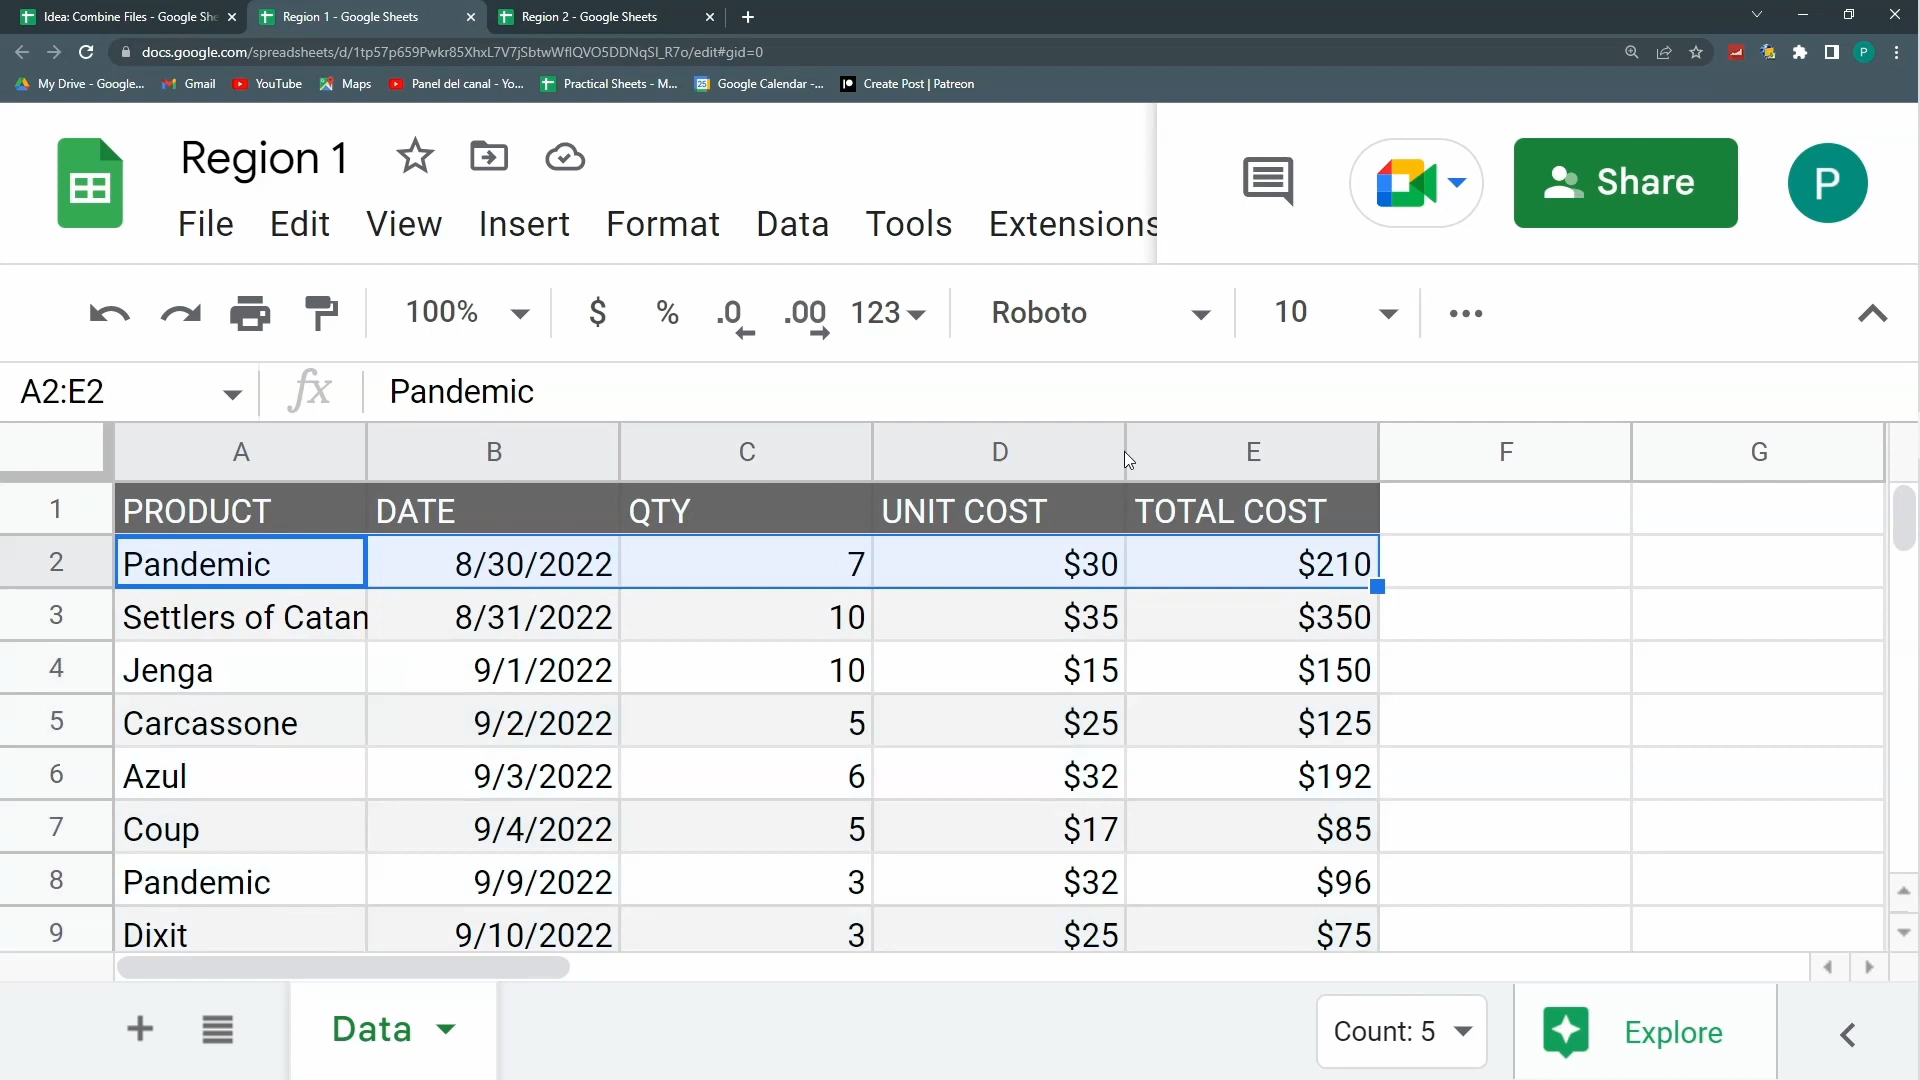 Idea: Combine Files - Google She
Region 1 - Google Sheets
Region 2 - Google Sheets
docs.google.com/spreadsheets/d/1tp57p659Pwkr85XhxL7V7jSbtwWflQVO5DDNqSl_R7o/edit#gid=0
P
My Drive - Google...
Gmail
YouTube
Maps
Panel del canal - Yo...
Practical Sheets - M...
Google Calendar -...
Create Post | Patreon
Region 1
Share
P
File Edit View Insert Format Data Tools Extensions
100% $ % .0 .00 123 Roboto 10
A2:E2 fx Pandemic
A B C D E F G
1 PRODUCT DATE QTY UNIT COST TOTAL COST
2 Pandemic 8/30/2022 7 $30 $210
3 Settlers of Catan 8/31/2022 10 $35 $350
4 Jenga 9/1/2022 10 $15 $150
5 Carcassone 9/2/2022 5 $25 $125
6 Azul 9/3/2022 6 $32 $192
7 Coup 9/4/2022 5 $17 $85
8 Pandemic 9/9/2022 3 $32 $96
9 Dixit 9/10/2022 3 $25 $75
Data
Count: 5
Explore